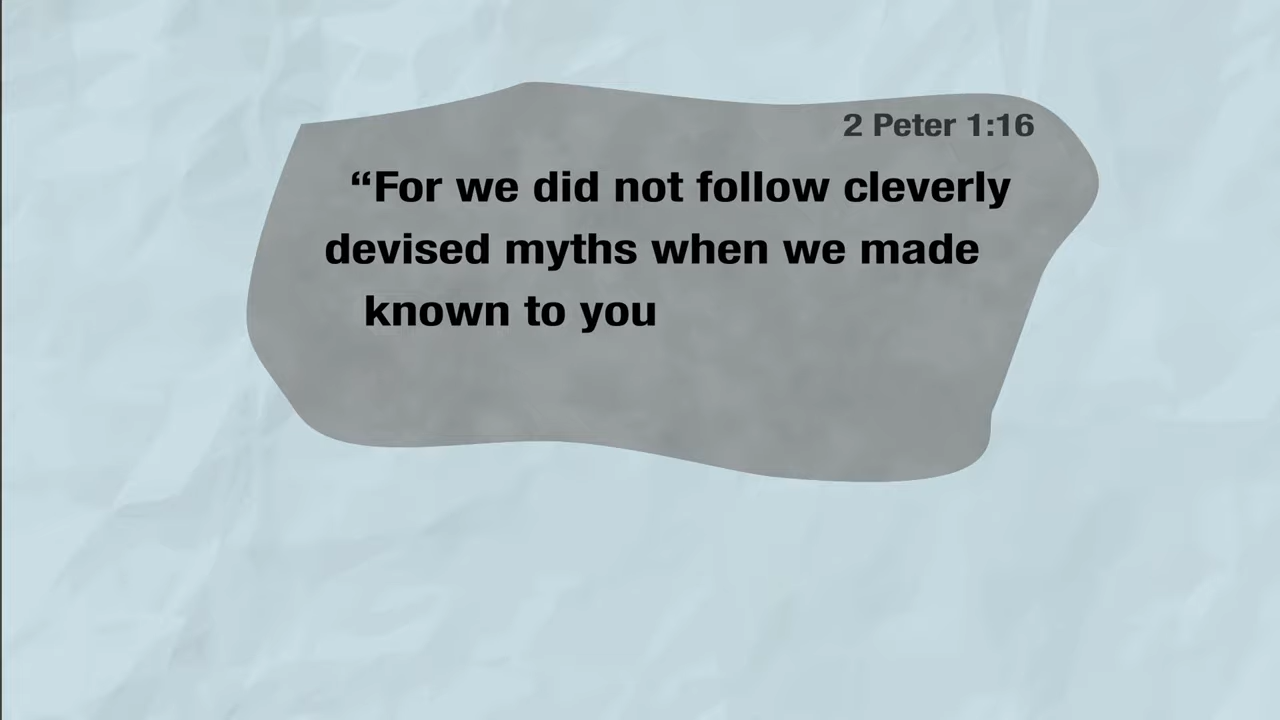 2 Peter 1:16
“For we did not follow cleverly
devised myths when we made
known to you